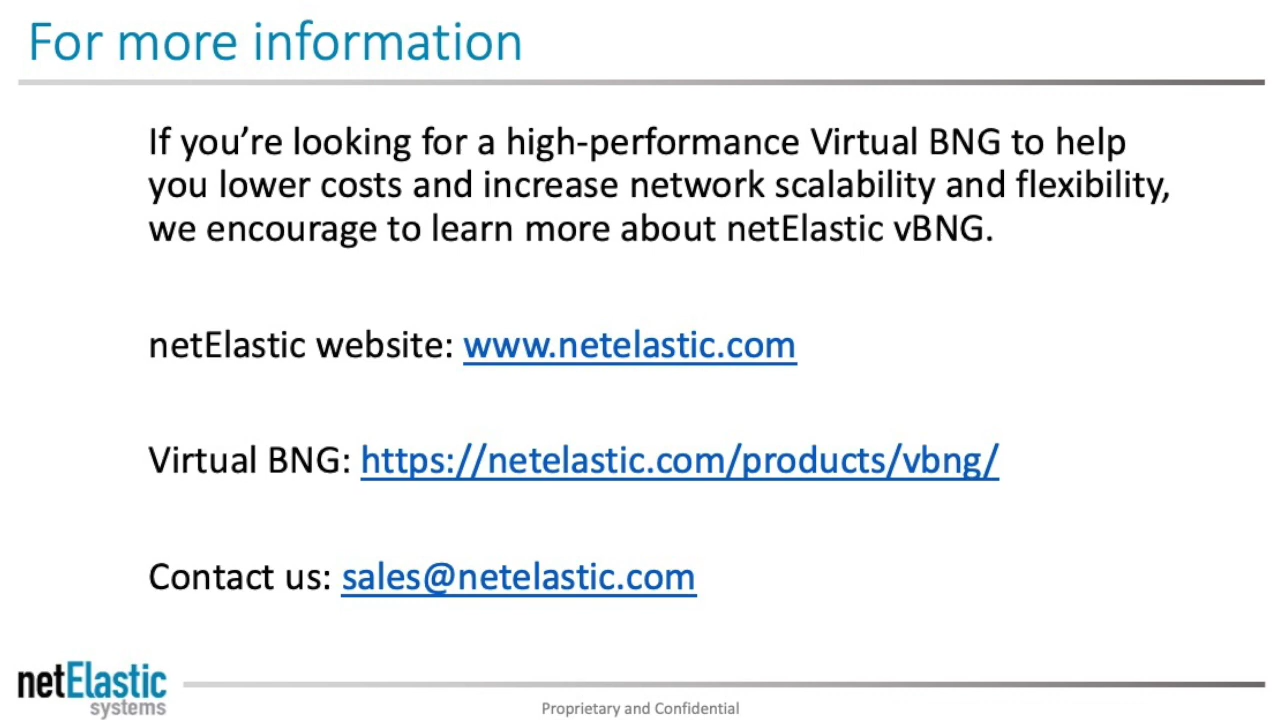 For more information
If you’re looking for a high-performance Virtual BNG to help
you lower costs and increase network scalability and flexibility,
we encourage to learn more about netElastic vBNG.
netElastic website: www.netelastic.com
Virtual BNG: https://netelastic.com/products/vbng/
Contact us: sales@netelastic.com
netElastic
systems
Proprietary and Confidential